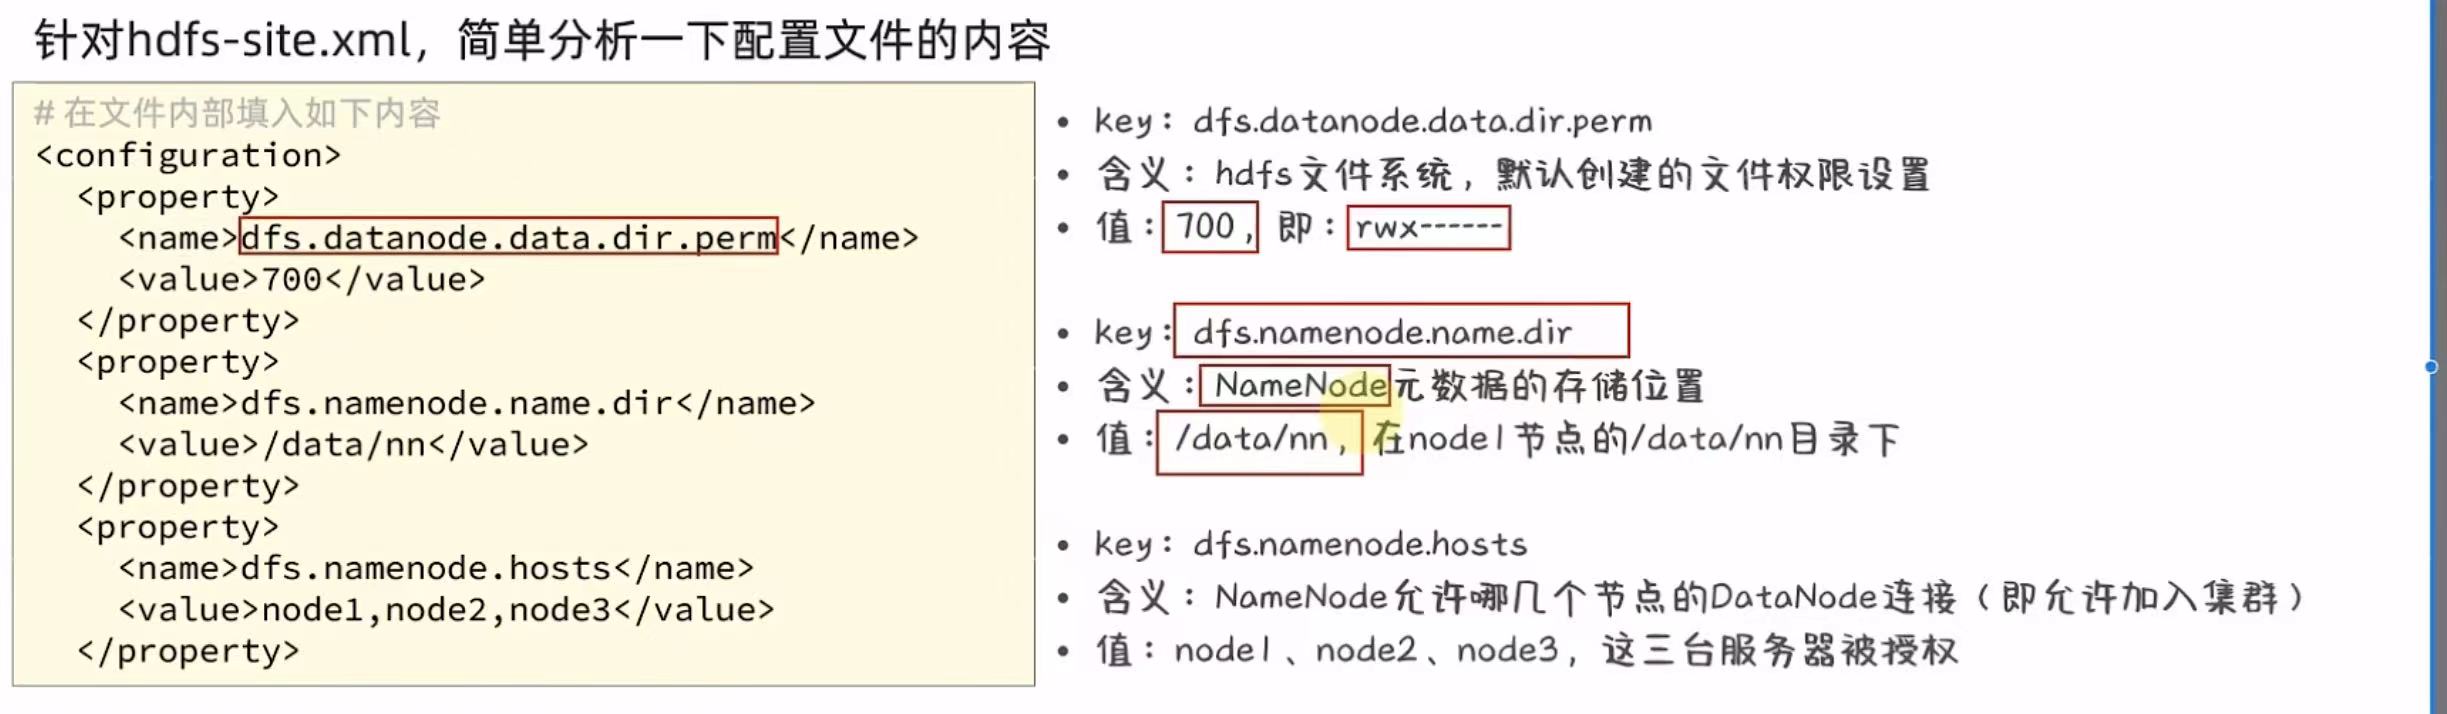 针对hdfs-site.xml，简单分析一下配置文件的内容
# 在文件内部填入如下内容
<configuration>
  <property>
    <name>dfs.datanode.data.dir.perm</name>
    <value>700</value>
  </property>
  <property>
    <name>dfs.namenode.name.dir</name>
    <value>/data/nn</value>
  </property>
  <property>
    <name>dfs.namenode.hosts</name>
    <value>node1,node2,node3</value>
  </property>
• key：dfs.datanode.data.dir.perm
• 含义：hdfs文件系统，默认创建的文件权限设置
• 值：700，即：rwx------
• key：dfs.namenode.name.dir
• 含义：NameNode元数据的存储位置
• 值：/data/nn，在node1节点的/data/nn目录下
• key：dfs.namenode.hosts
• 含义：NameNode允许哪几个节点的DataNode连接（即允许加入集群）
• 值：node1、node2、node3，这三台服务器被授权